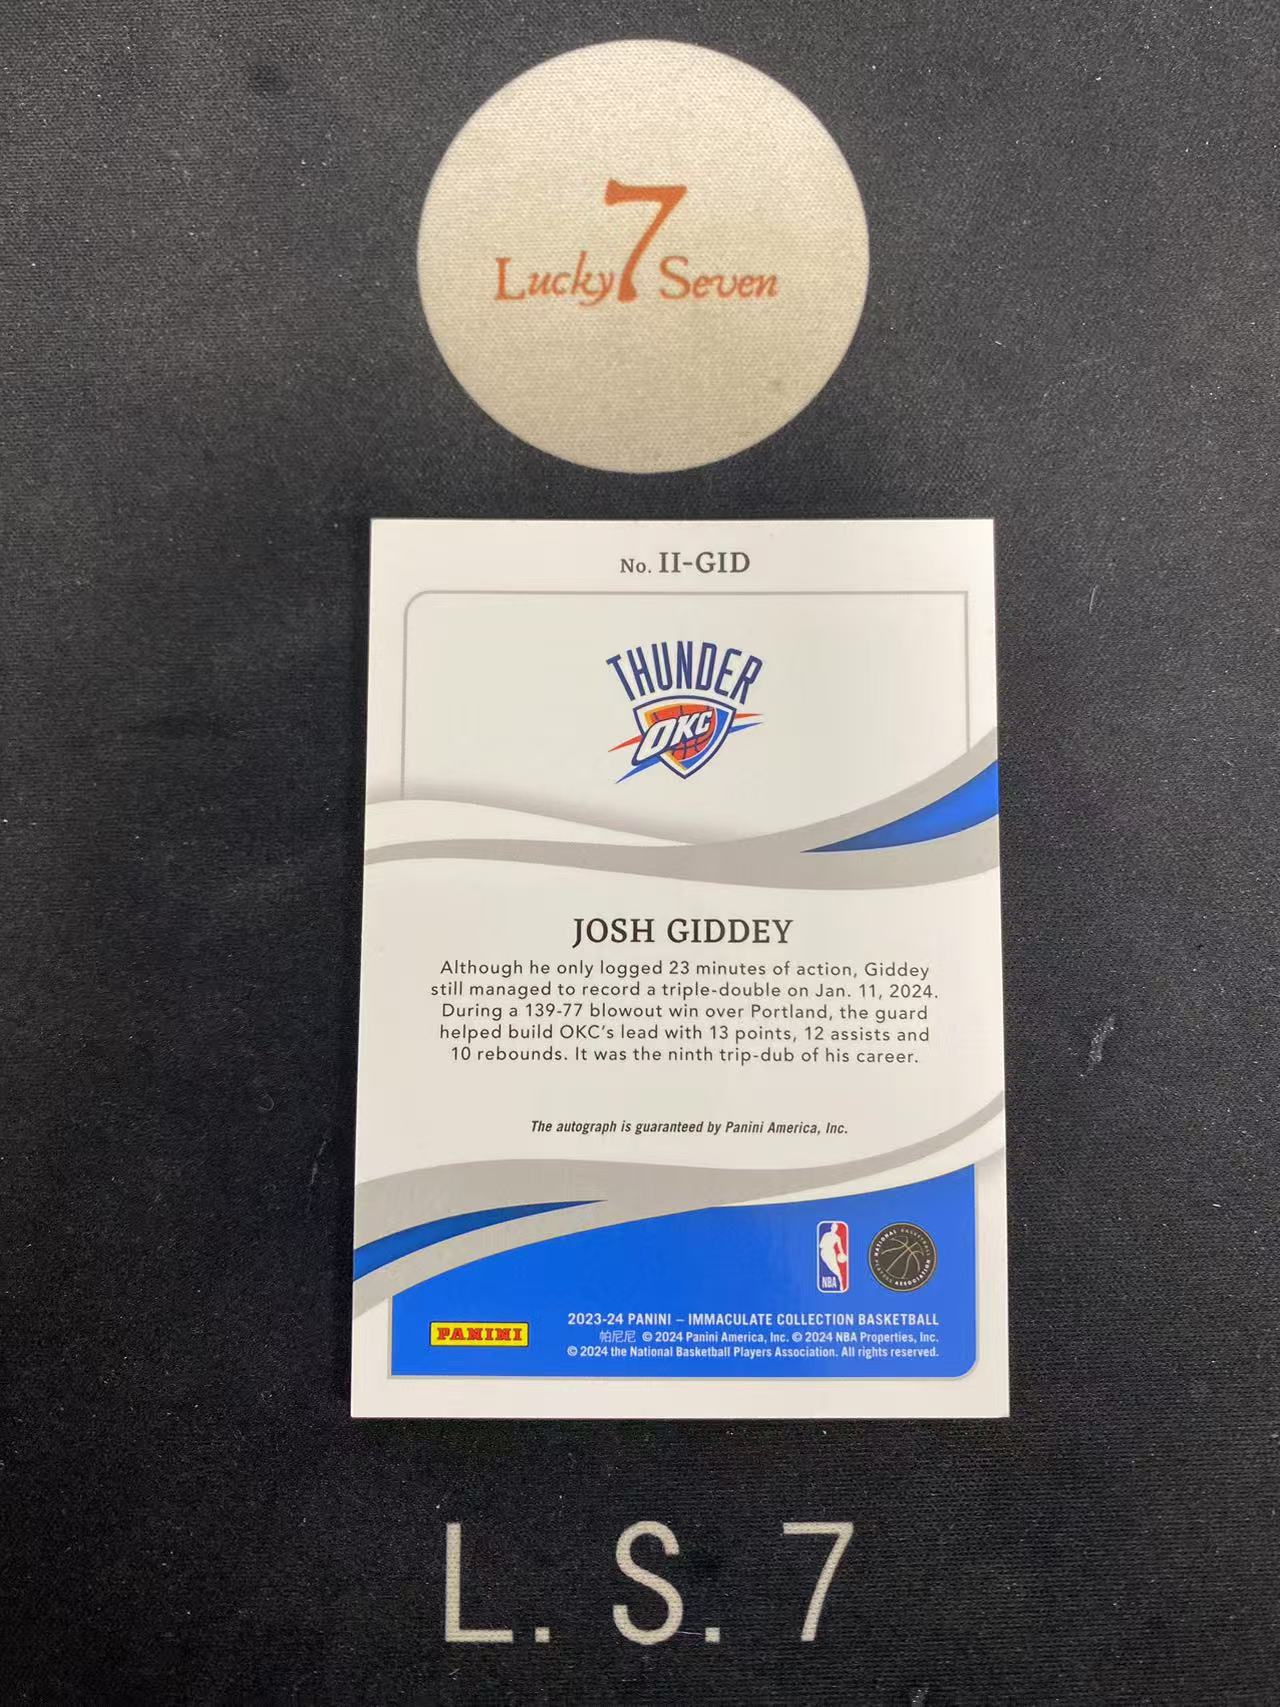 Lucky 7 Seven
No. II-GID
THUNDER
OKC
JOSH GIDDEY
Although he only logged 23 minutes of action, Giddey
still managed to record a triple-double on Jan. 11, 2024.
During a 139-77 blowout win over Portland, the guard
helped build OKC's lead with 13 points, 12 assists and
10 rebounds. It was the ninth trip-dub of his career.
The autograph is guaranteed by Panini America, Inc.
NBA
NATIONAL BASKETBALL
PLAYERS ASSOCIATION
PANINI
2023-24 PANINI – IMMACULATE COLLECTION BASKETBALL
帕尼尼 © 2024 Panini America, Inc. © 2024 NBA Properties, Inc.
© 2024 the National Basketball Players Association. All rights reserved.
L. S. 7